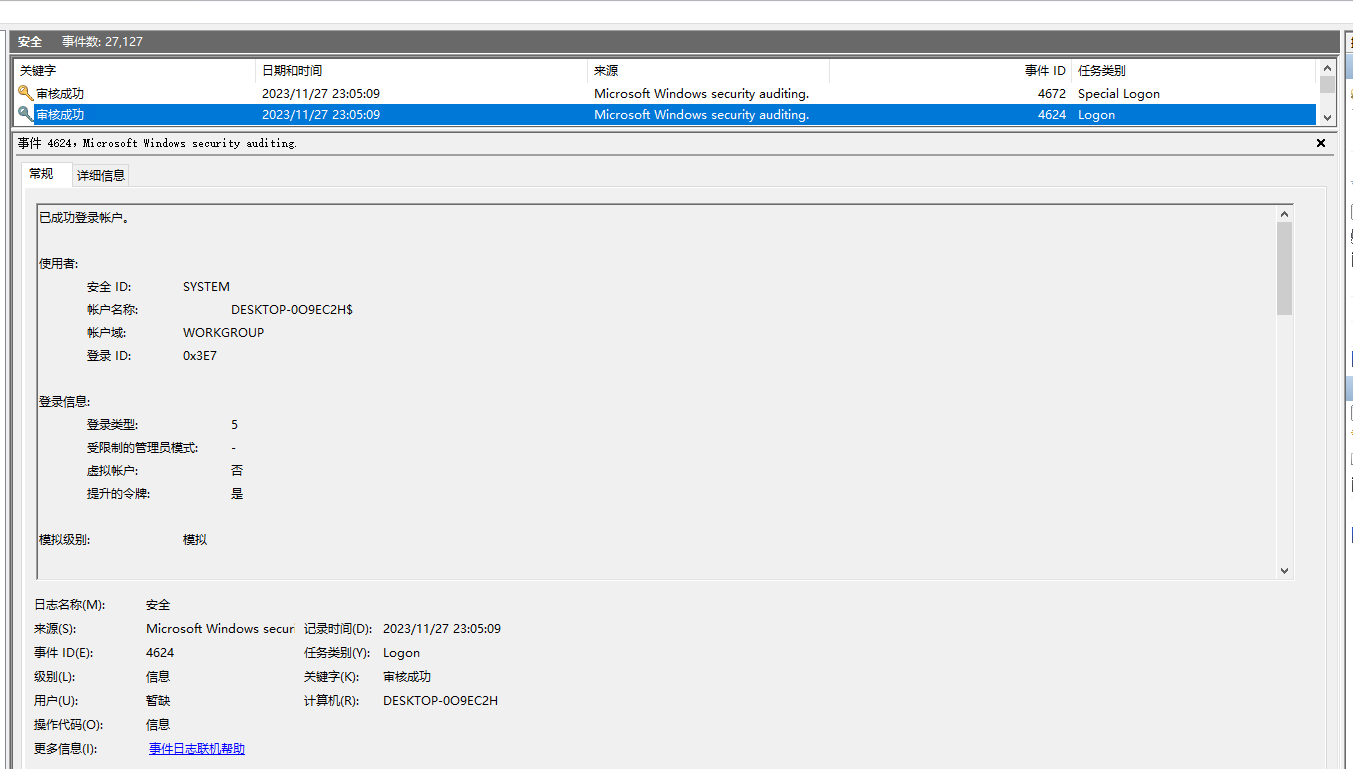 安全 事件数: 27,127
关键字 日期和时间 来源 事件 ID 任务类别
审核成功 2023/11/27 23:05:09 Microsoft Windows security auditing. 4672 Special Logon
审核成功 2023/11/27 23:05:09 Microsoft Windows security auditing. 4624 Logon
事件 4624，Microsoft Windows security auditing.
常规 详细信息
已成功登录帐户。
使用者:
安全 ID: SYSTEM
帐户名称: DESKTOP-0O9EC2H$
帐户域: WORKGROUP
登录 ID: 0x3E7
登录信息:
登录类型: 5
受限制的管理员模式: -
虚拟帐户: 否
提升的令牌: 是
模拟级别: 模拟
日志名称(M): 安全
来源(S): Microsoft Windows securi 记录时间(D): 2023/11/27 23:05:09
事件 ID(E): 4624 任务类别(Y): Logon
级别(L): 信息 关键字(K): 审核成功
用户(U): 暂缺 计算机(R): DESKTOP-0O9EC2H
操作代码(O): 信息
更多信息(I): 事件日志联机帮助